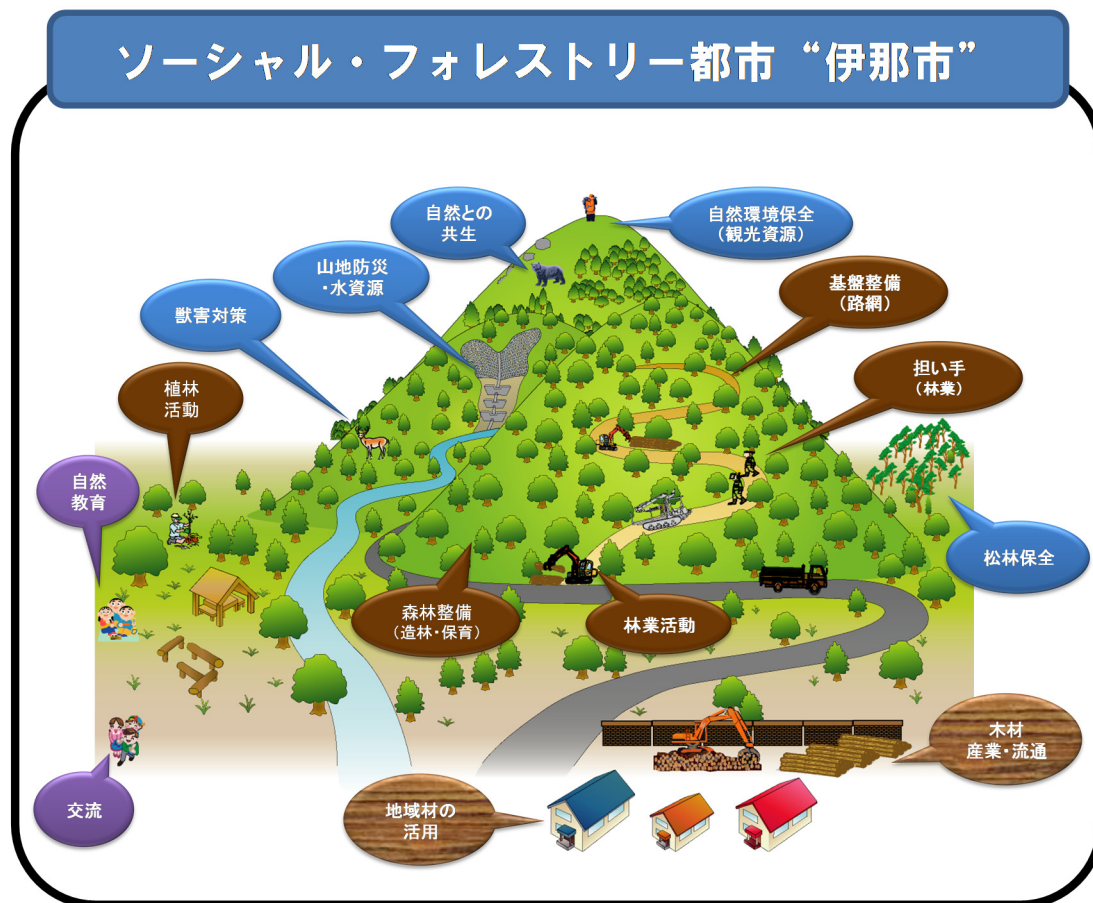 ソーシャル・フォレストリー都市“伊那市”
自然との
共生
自然環境保全
（観光資源）
山地防災
・水資源
基盤整備
（路網）
獣害対策
担い手
（林業）
植林
活動
自然
教育
松林保全
森林整備
（造林・保育）
林業活動
木材
産業・流通
交流
地域材の
活用